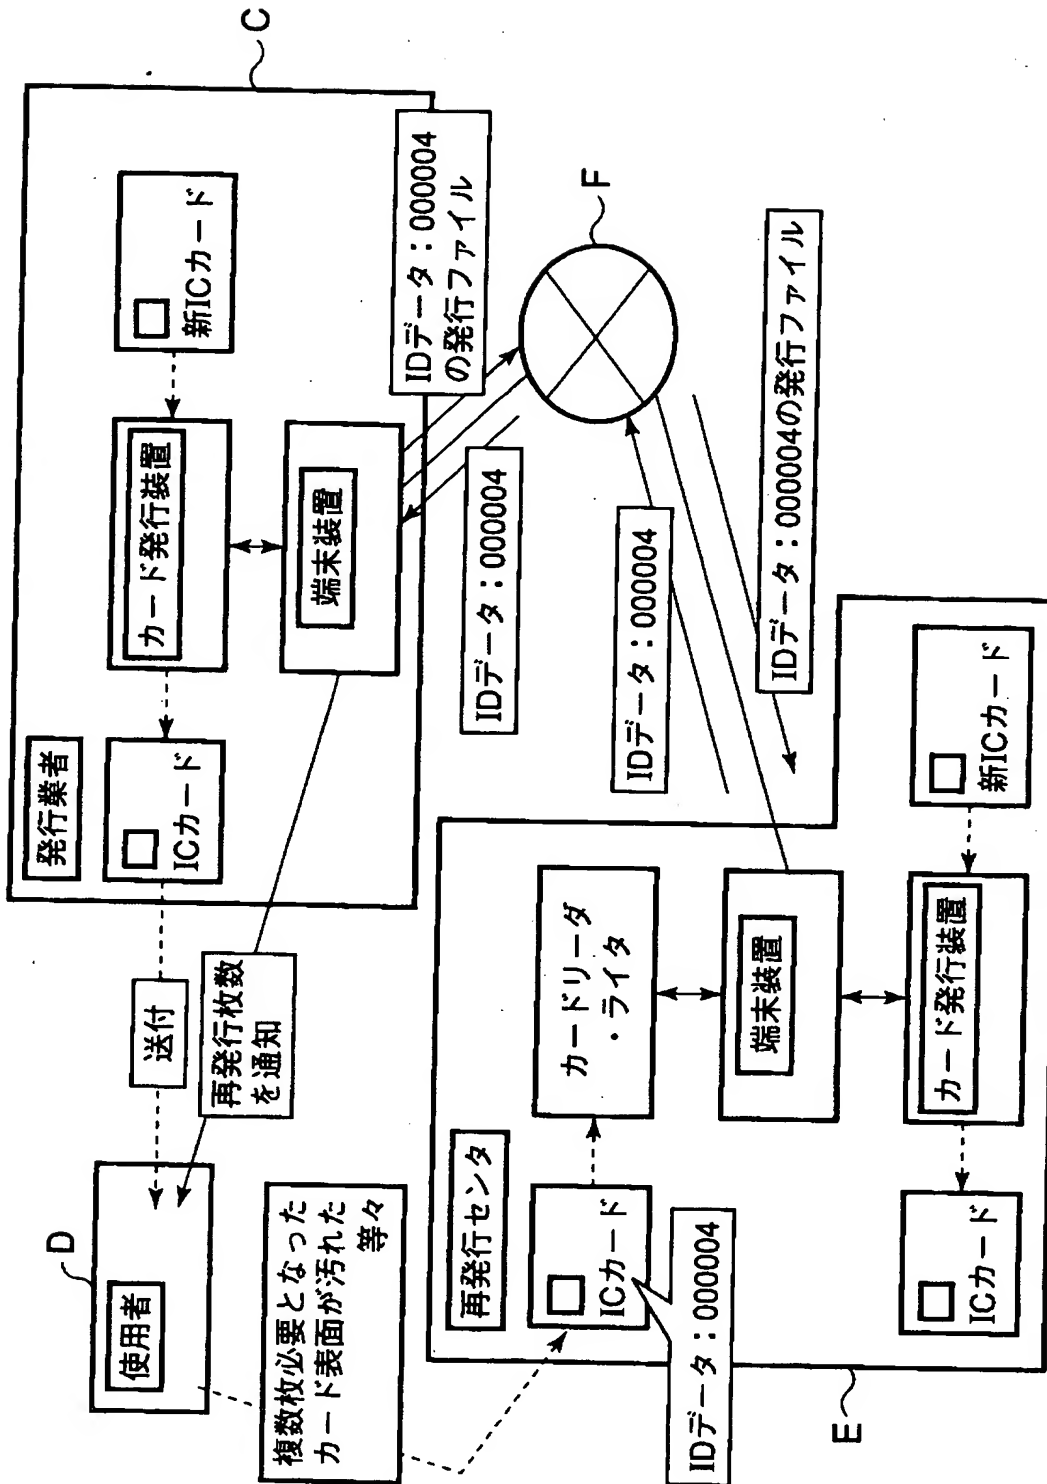 D
使用者
送付
再発行枚数
を通知
複数枚必要となった
カード表面が汚れた
等々
発行業者
ICカード
カード発行装置
新ICカード
端末装置
C
IDデータ：000004
の発行ファイル
IDデータ：000004
F
IDデータ：000004
IDデータ：000004の発行ファイル
再発行センタ
ICカード
カードリーダ
・ライタ
端末装置
IDデータ：000004
ICカード
カード発行装置
新ICカード
E